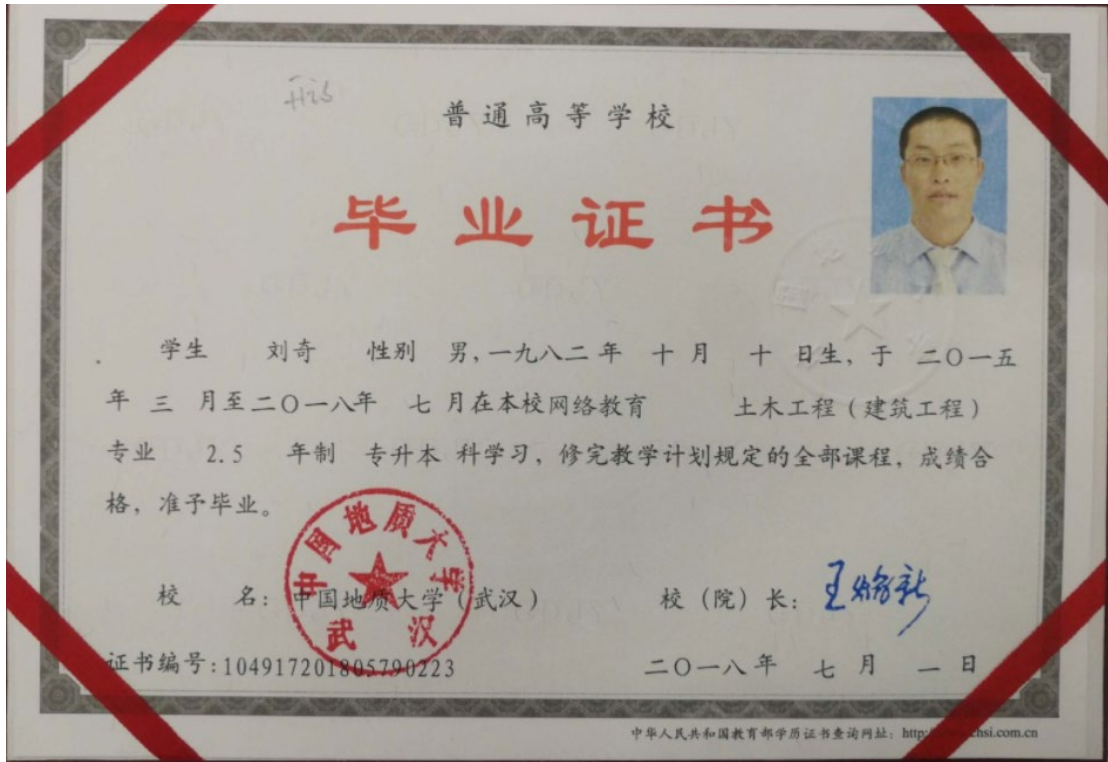 普通高等学校
毕业证书
学生 刘奇 性别 男,一九八二年 十月 十日生,于 二〇一五
年 三 月至二〇一八年 七月在本校网络教育 土木工程(建筑工程)
专业 2.5 年制 专升本 科学习,修完教学计划规定的全部课程,成绩合
格,准予毕业。
中国地质大学
武汉
校 名:中国地质大学(武汉) 校(院)长:王焰新
证书编号:104917201805790223 二〇一八年 七月 一日
中华人民共和国教育部学历证书查询网址:http: chsi.com.cn